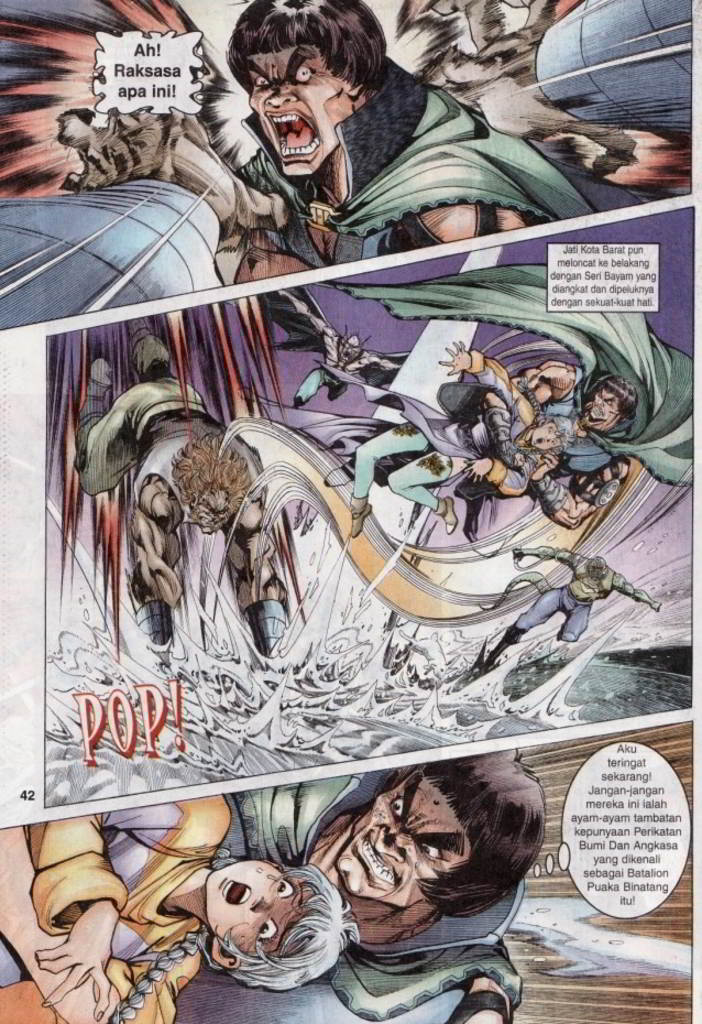 Ah!
Raksasa
apa ini!
Jati Kota Barat pun
meloncat ke belakang
dengan Seri Bayam yang
diangkat dan dipeluknya
dengan sekuat-kuat hati.
POP!
42
Aku
teringat
sekarang!
Jangan-jangan
mereka ini ialah
ayam-ayam tambatan
kepunyaan Perikatan
Bumi Dan Angkasa
yang dikenali
sebagai Batalion
Puaka Binatang
itu!